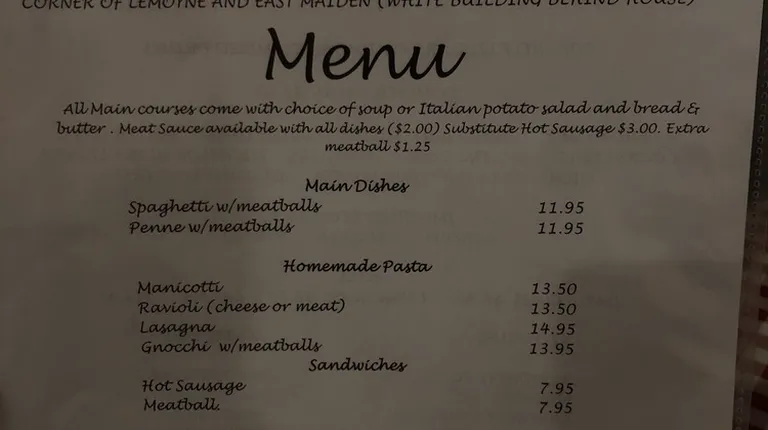 CORNER OF LEMOYNE AND EAST MAIDEN (WHITE BUILDING BEHIND HOUSE)
Menu
All Main courses come with choice of soup or Italian potato salad and bread &
butter . Meat Sauce available with all dishes ($2.00) Substitute Hot Sausage $3.00. Extra
meatball $1.25
Main Dishes
Spaghetti w/meatballs 11.95
Penne w/meatballs 11.95
Homemade Pasta
Manicotti 13.50
Ravioli (cheese or meat) 13.50
Lasagna 14.95
Gnocchi w/meatballs 13.95
Sandwiches
Hot Sausage 7.95
Meatball 7.95